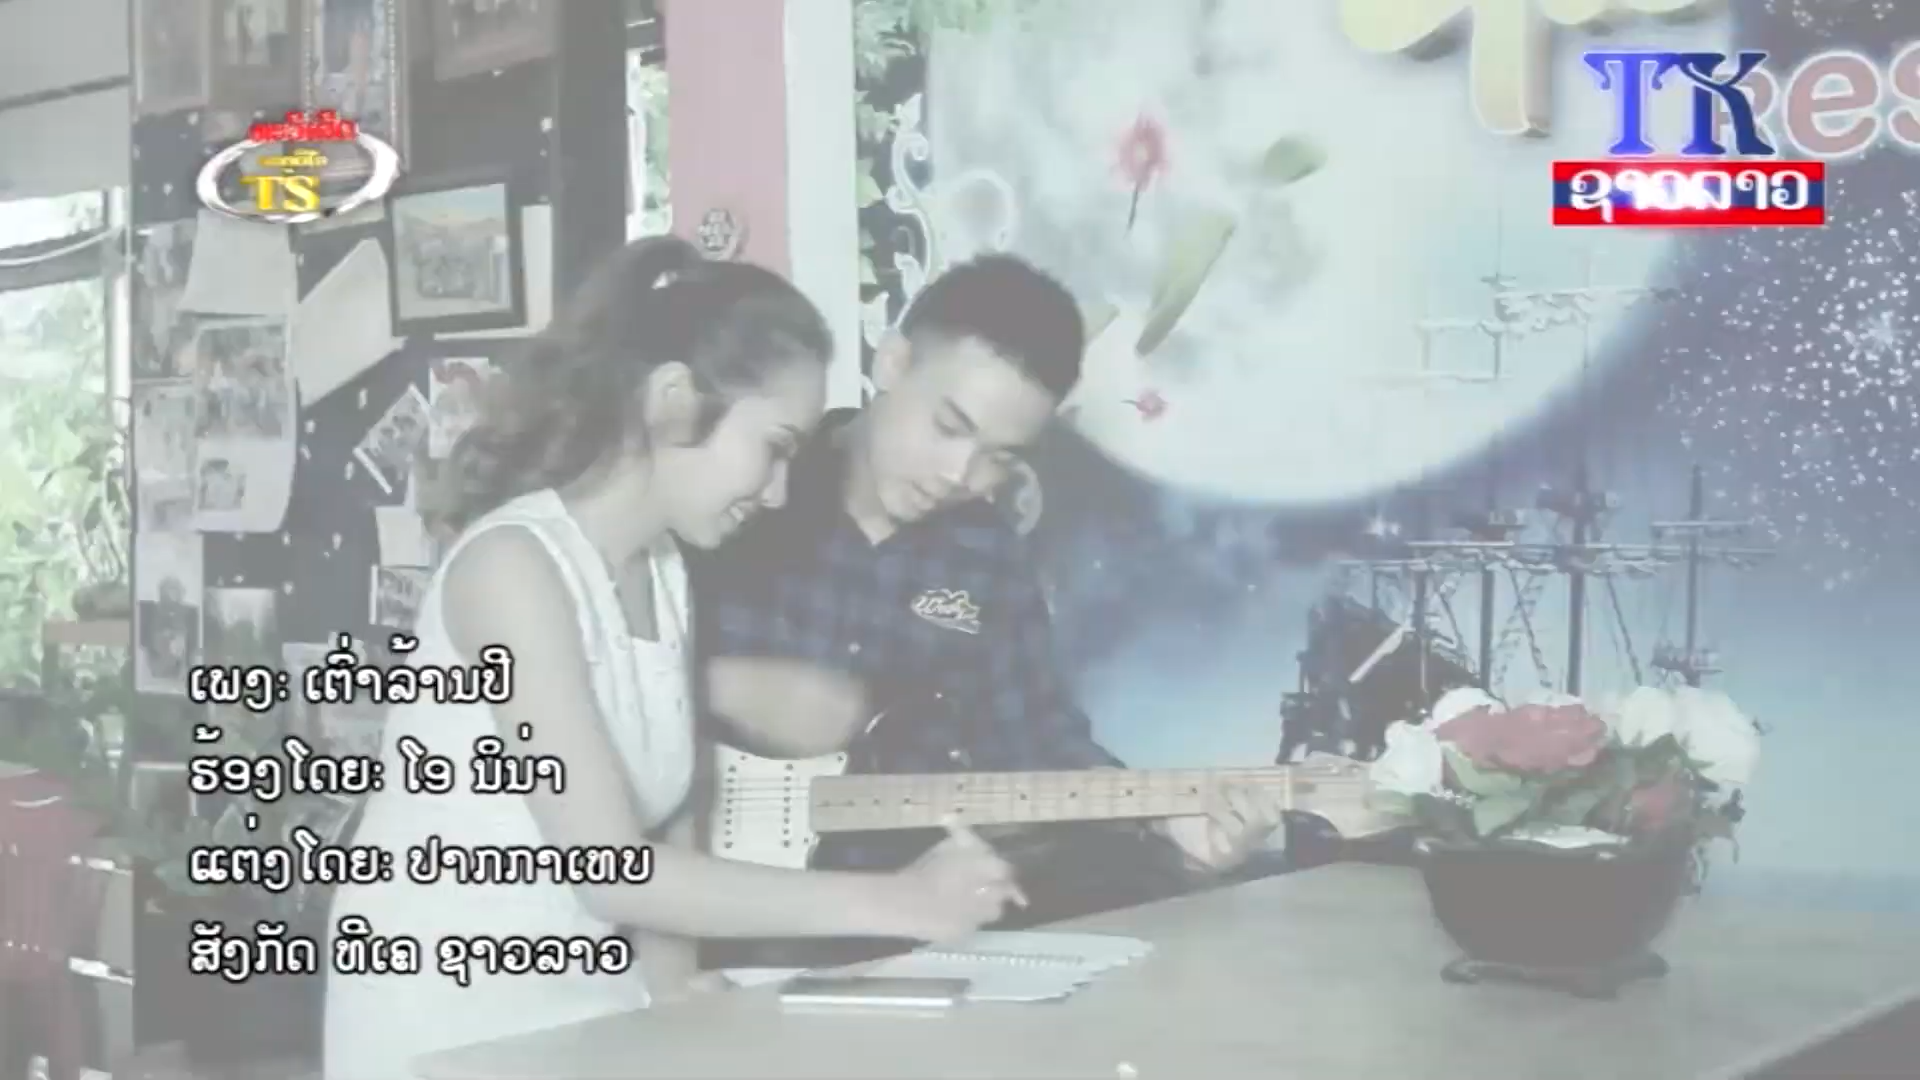 TK
Res
ຊາວລາວ
TS
ເພງ: ເຕົ່າລ້ານປີ
ຮ້ອງໂດຍ: ໂອ ນິນ່າ
ແຕ່ງໂດຍ: ປາກກາເທບ
ສັງກັດ ທີເຄ ຊາວລາວ